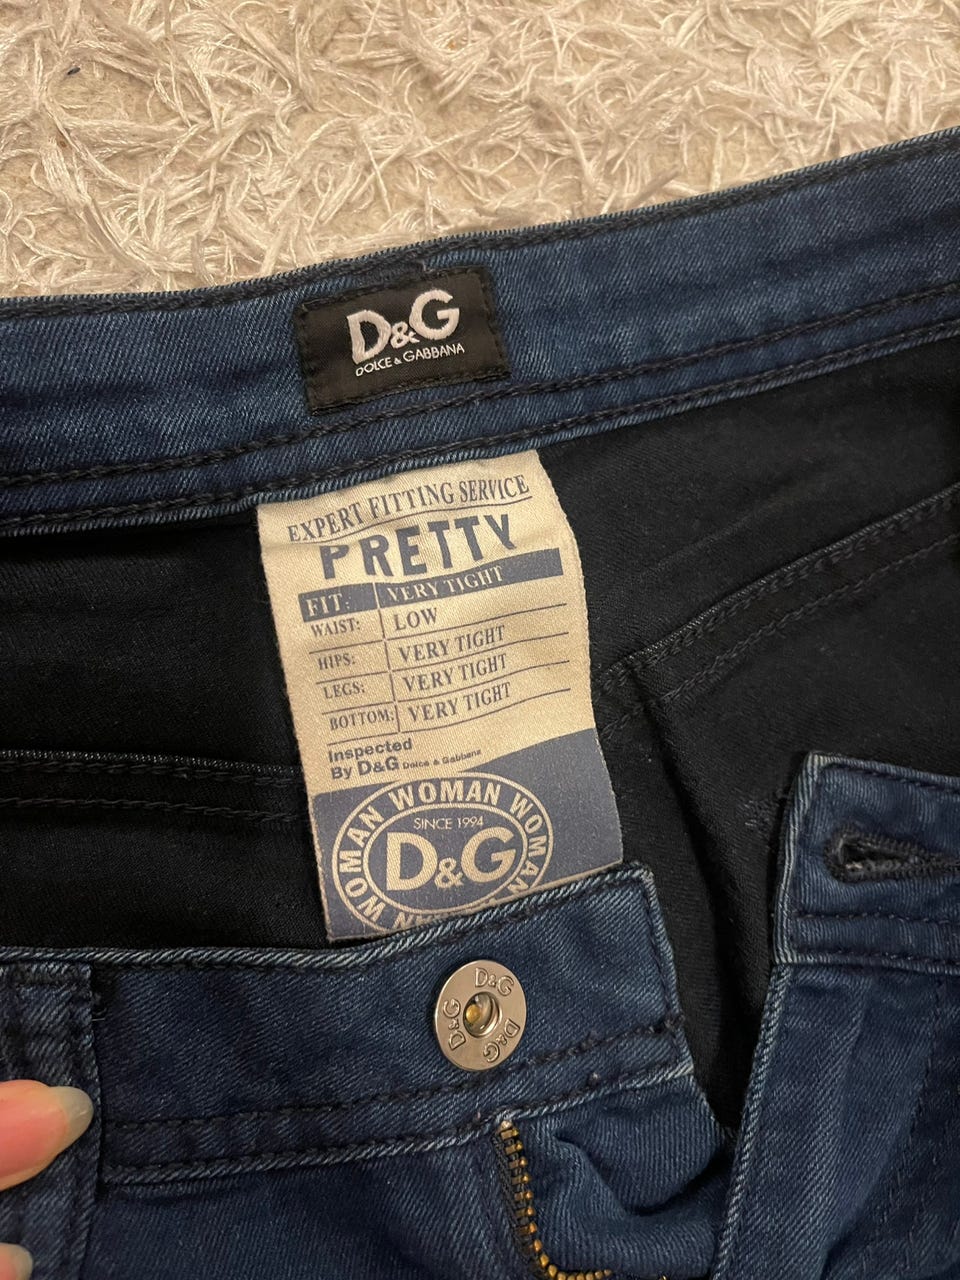 D&G
DOLCE & GABBANA
EXPERT FITTING SERVICE
PRETTY
FIT: VERY TIGHT
WAIST: LOW
HIPS: VERY TIGHT
LEGS: VERY TIGHT
BOTTOM: VERY TIGHT
Inspected
By D&G Dolce & Gabbana
WOMAN WOMAN WOMAN WOMAN
SINCE 1994
D&G
D&G D&G D&G D&G